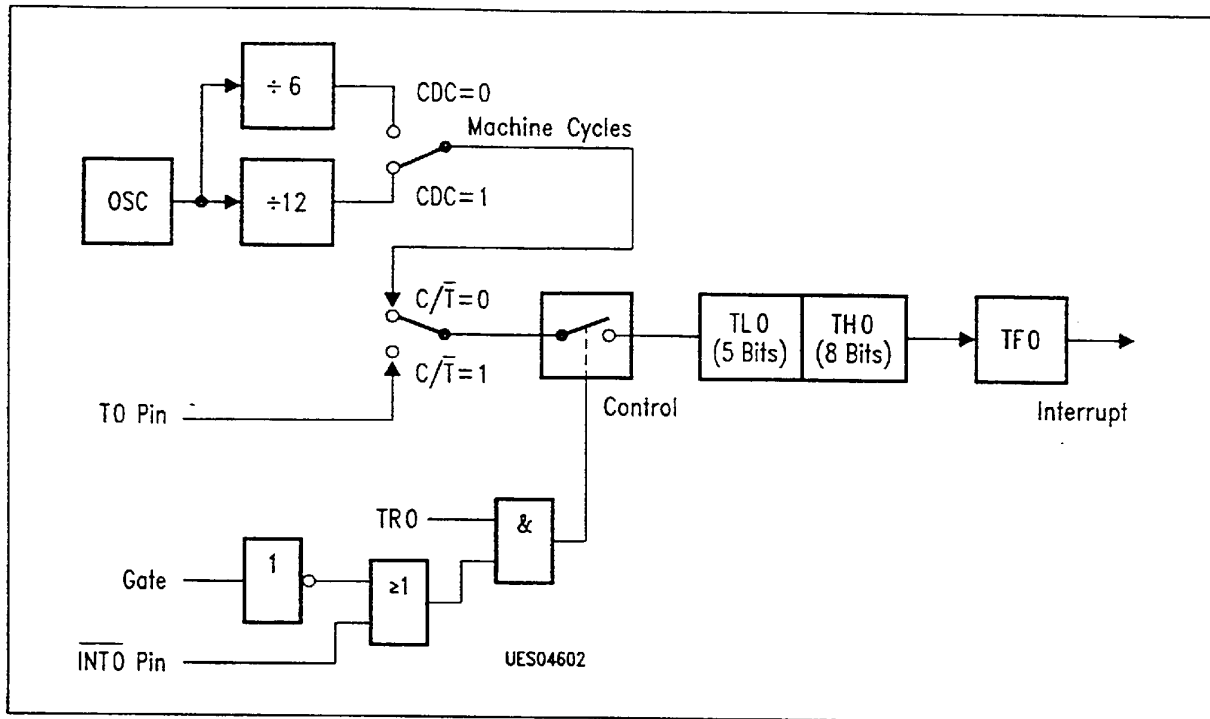 ÷ 6
CDC=0
Machine Cycles
OSC
÷12
CDC=1
C/T̅=0
TL0
(5 Bits)
TH0
(8 Bits)
TF0
C/T̅=1
T0 Pin
Control
Interrupt
TR0
&
Gate
1
≥1
I̅N̅T̅0̅ Pin
UES04602